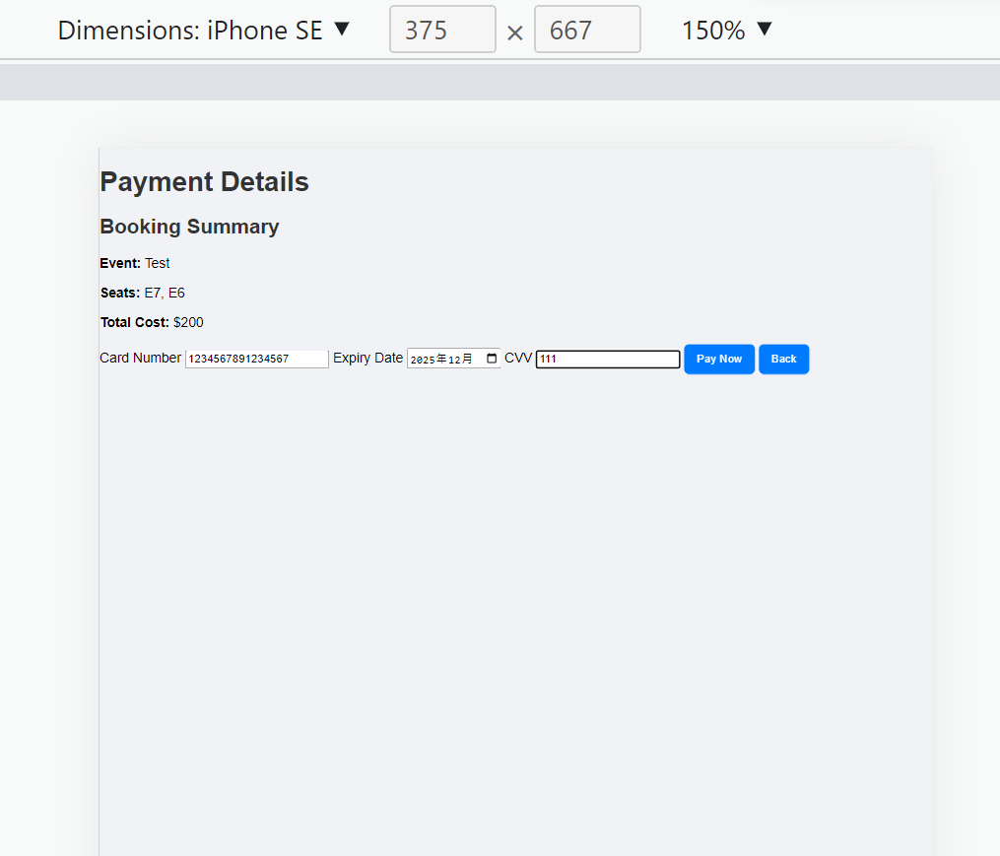 Dimensions: iPhone SE ▼ 375 × 667 150% ▼
Payment Details
Booking Summary
Event: Test
Seats: E7, E6
Total Cost: $200
Card Number 1234567891234567 Expiry Date 2025年12月 CVV 111 Pay Now Back